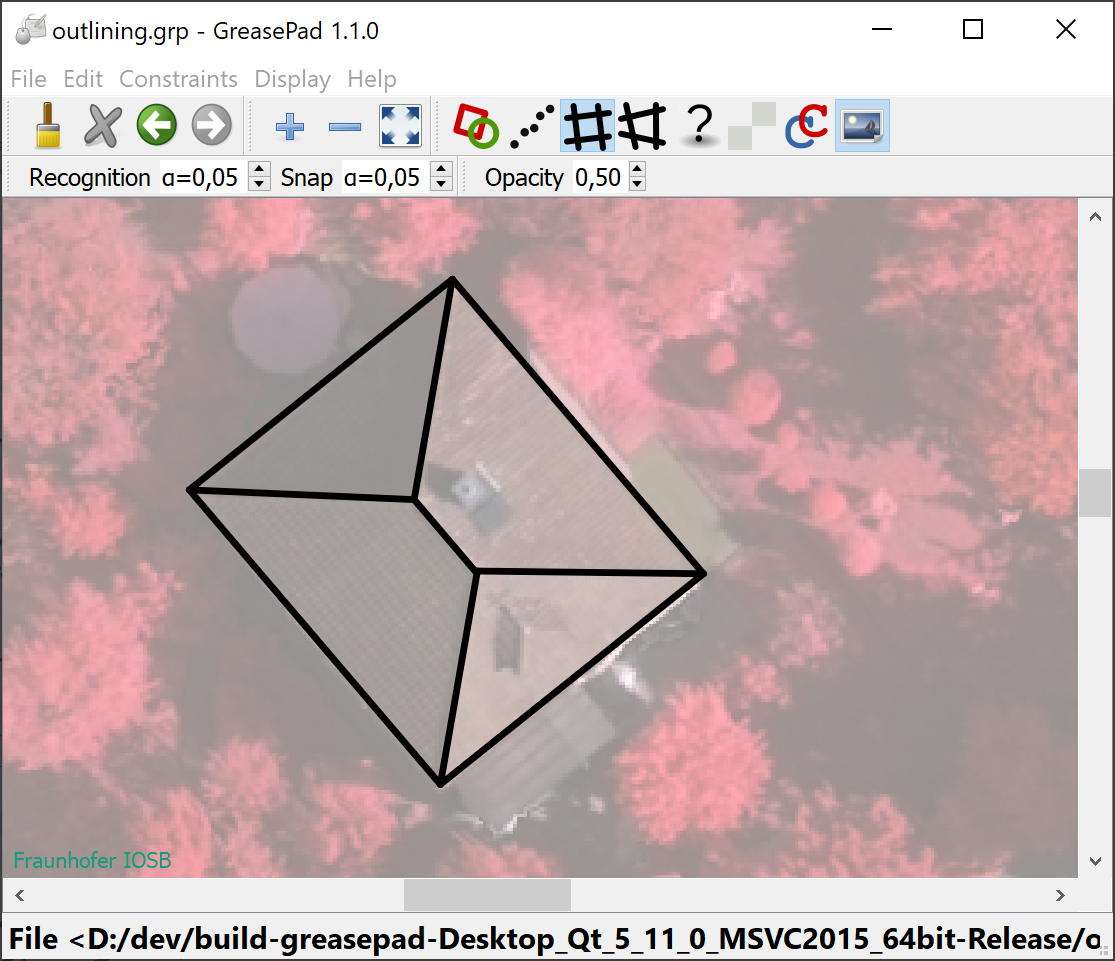 outlining.grp - GreasePad 1.1.0
File Edit Constraints Display Help
Recognition α=0,05 Snap α=0,05 Opacity 0,50
Fraunhofer IOSB
File <D:/dev/build-greasepad-Desktop_Qt_5_11_0_MSVC2015_64bit-Release/o